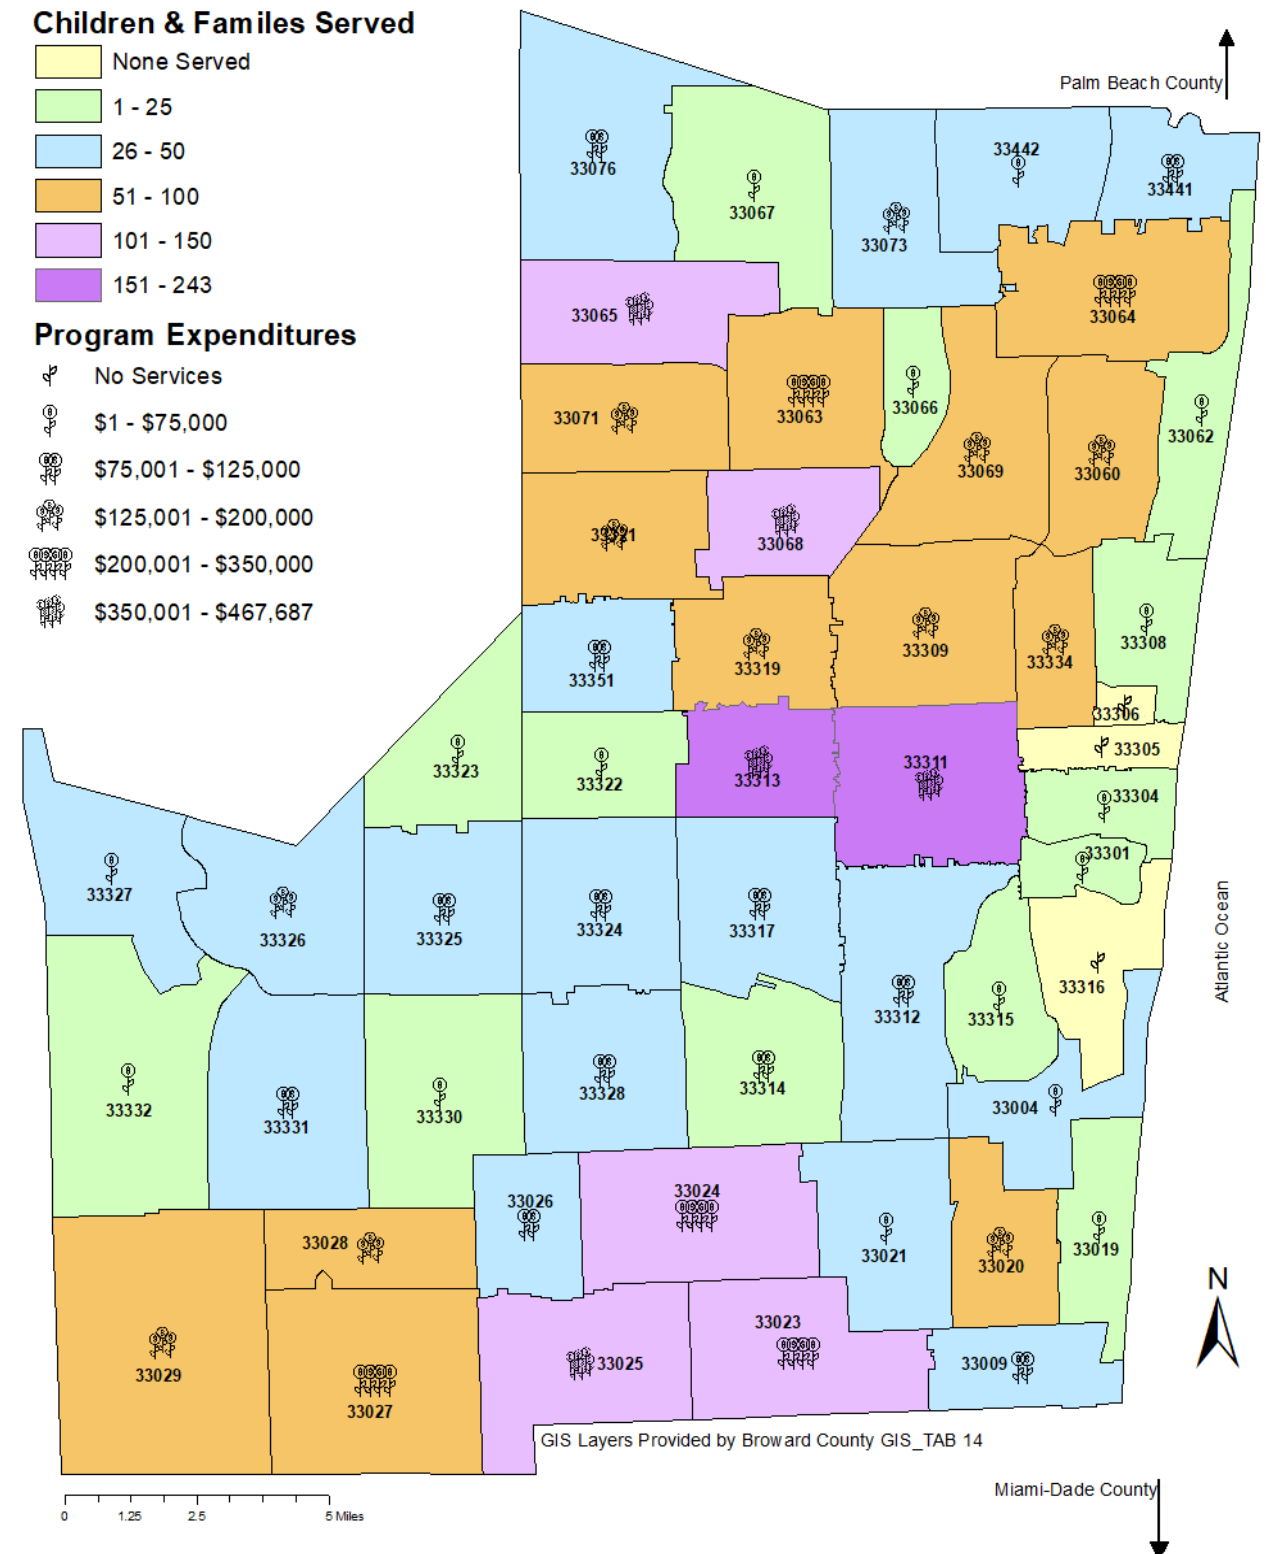 Children & Familes Served
None Served
1 - 25
26 - 50
51 - 100
101 - 150
151 - 243
Program Expenditures
No Services
$1 - $75,000
$75,001 - $125,000
$125,001 - $200,000
$200,001 - $350,000
$350,001 - $467,687
Palm Beach County
33076
33067
33442
33441
33073
33065
33064
33071
33063
33066
33062
33069
33060
33321
33068
33351
33319
33309
33334
33308
33306
33305
33323
33322
33313
33311
33304
33301
33327
33326
33325
33324
33317
33312
33315
33316
Atlantic Ocean
33332
33331
33330
33328
33314
33004
33026
33024
33021
33020
33019
33028
33029
33027
33025
33023
33009
N
GIS Layers Provided by Broward County GIS_TAB 14
Miami-Dade County
0 1.25 2.5 5 Miles